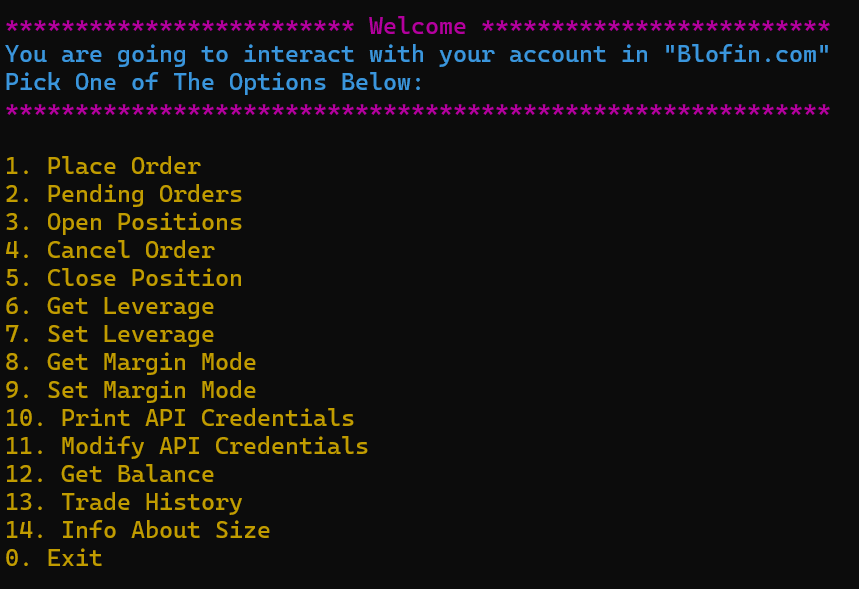 ************************* Welcome *************************
You are going to interact with your account in "Blofin.com"
Pick One of The Options Below:
***********************************************************
1. Place Order
2. Pending Orders
3. Open Positions
4. Cancel Order
5. Close Position
6. Get Leverage
7. Set Leverage
8. Get Margin Mode
9. Set Margin Mode
10. Print API Credentials
11. Modify API Credentials
12. Get Balance
13. Trade History
14. Info About Size
0. Exit